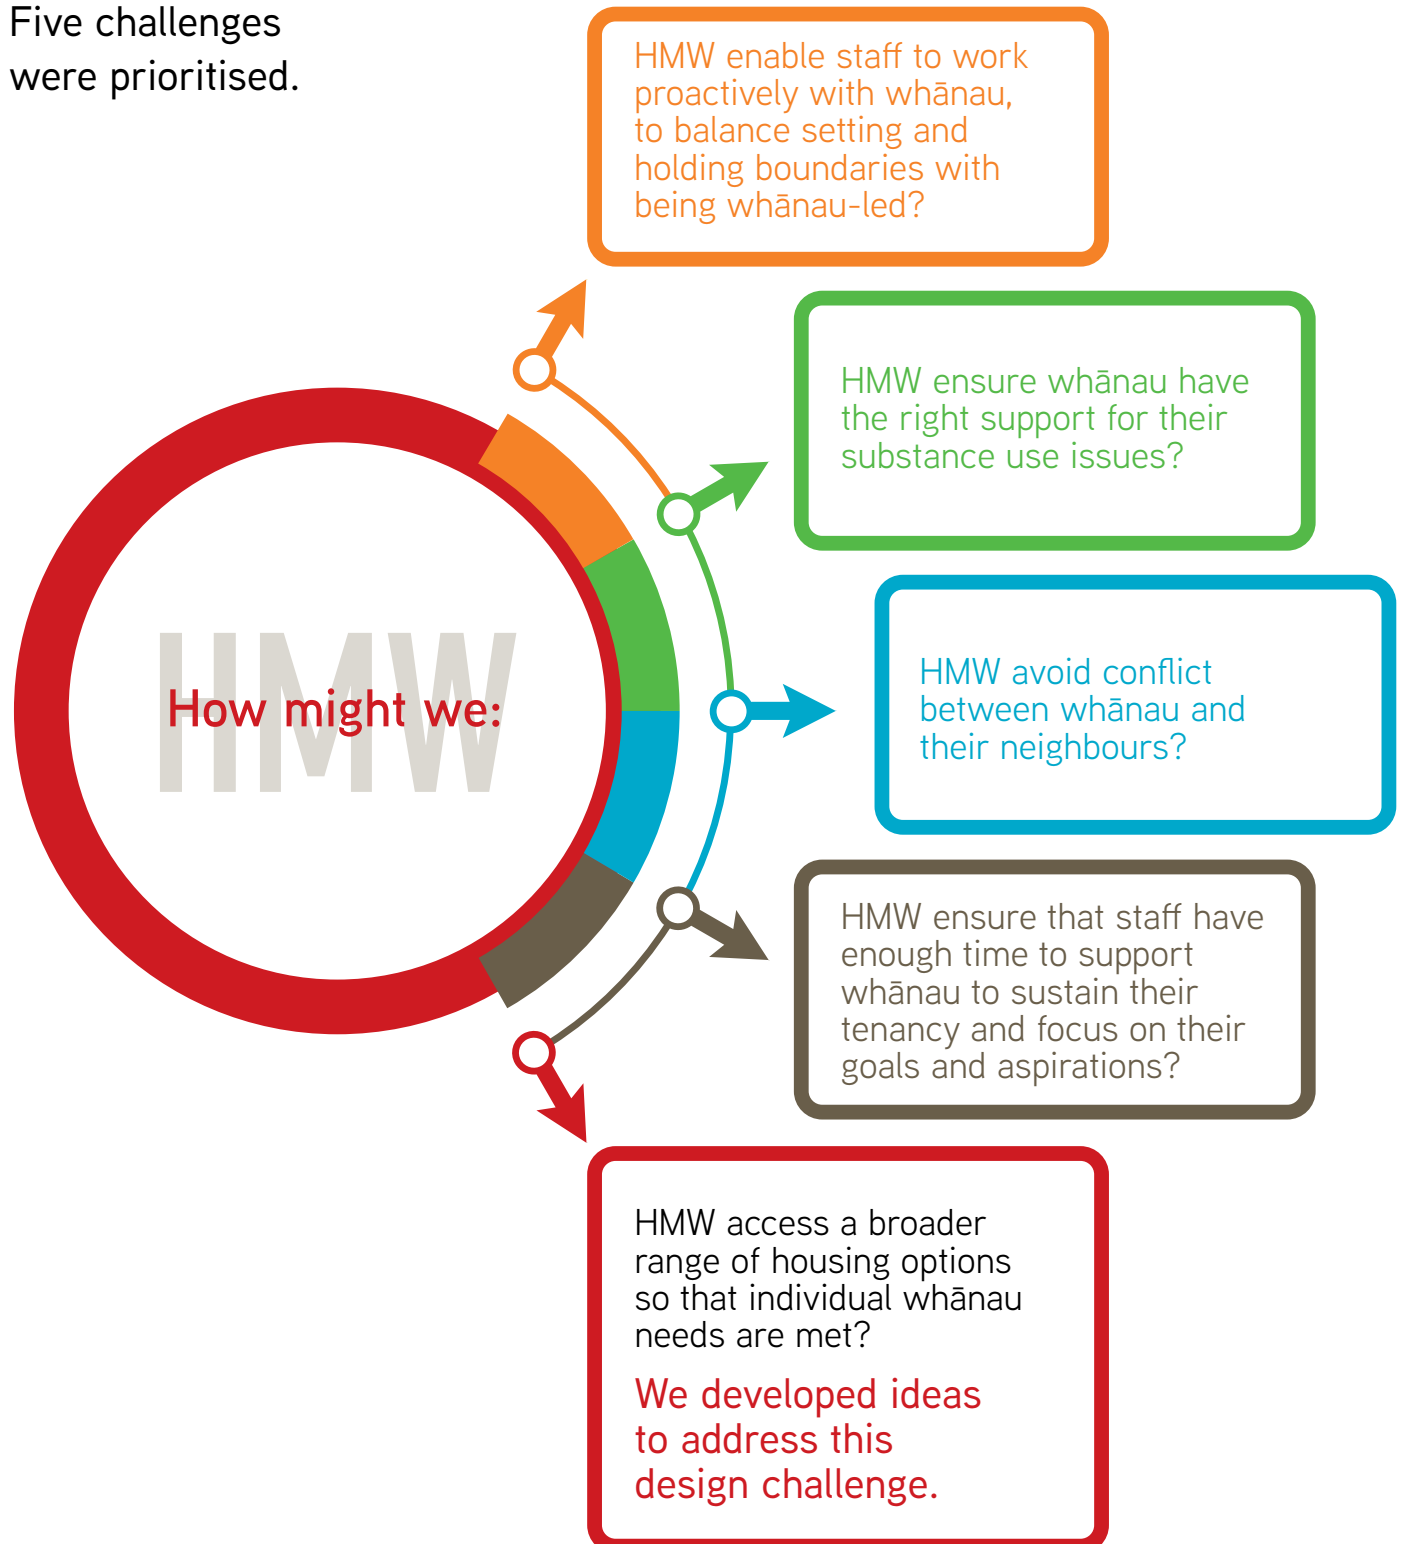 Five challenges
were prioritised.
HMW enable staff to work
proactively with whānau,
to balance setting and
holding boundaries with
being whānau-led?
HMW ensure whānau have
the right support for their
substance use issues?
HMW
How might we:
HMW avoid conflict
between whānau and
their neighbours?
HMW ensure that staff have
enough time to support
whānau to sustain their
tenancy and focus on their
goals and aspirations?
HMW access a broader
range of housing options
so that individual whānau
needs are met?
We developed ideas
to address this
design challenge.